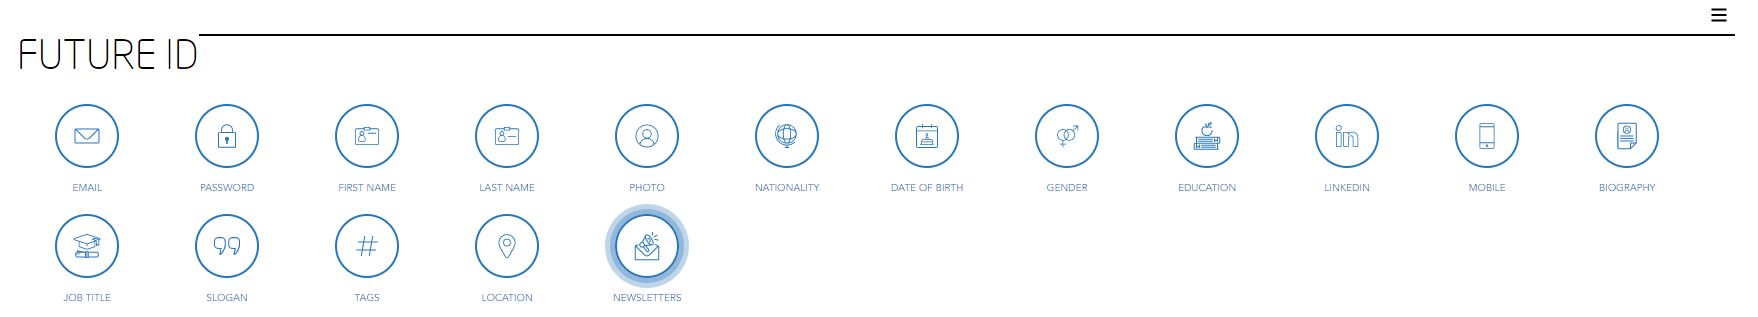 FUTURE ID
EMAIL PASSWORD FIRST NAME LAST NAME PHOTO NATIONALITY DATE OF BIRTH GENDER EDUCATION LINKEDIN MOBILE BIOGRAPHY
JOB TITLE SLOGAN TAGS LOCATION NEWSLETTERS